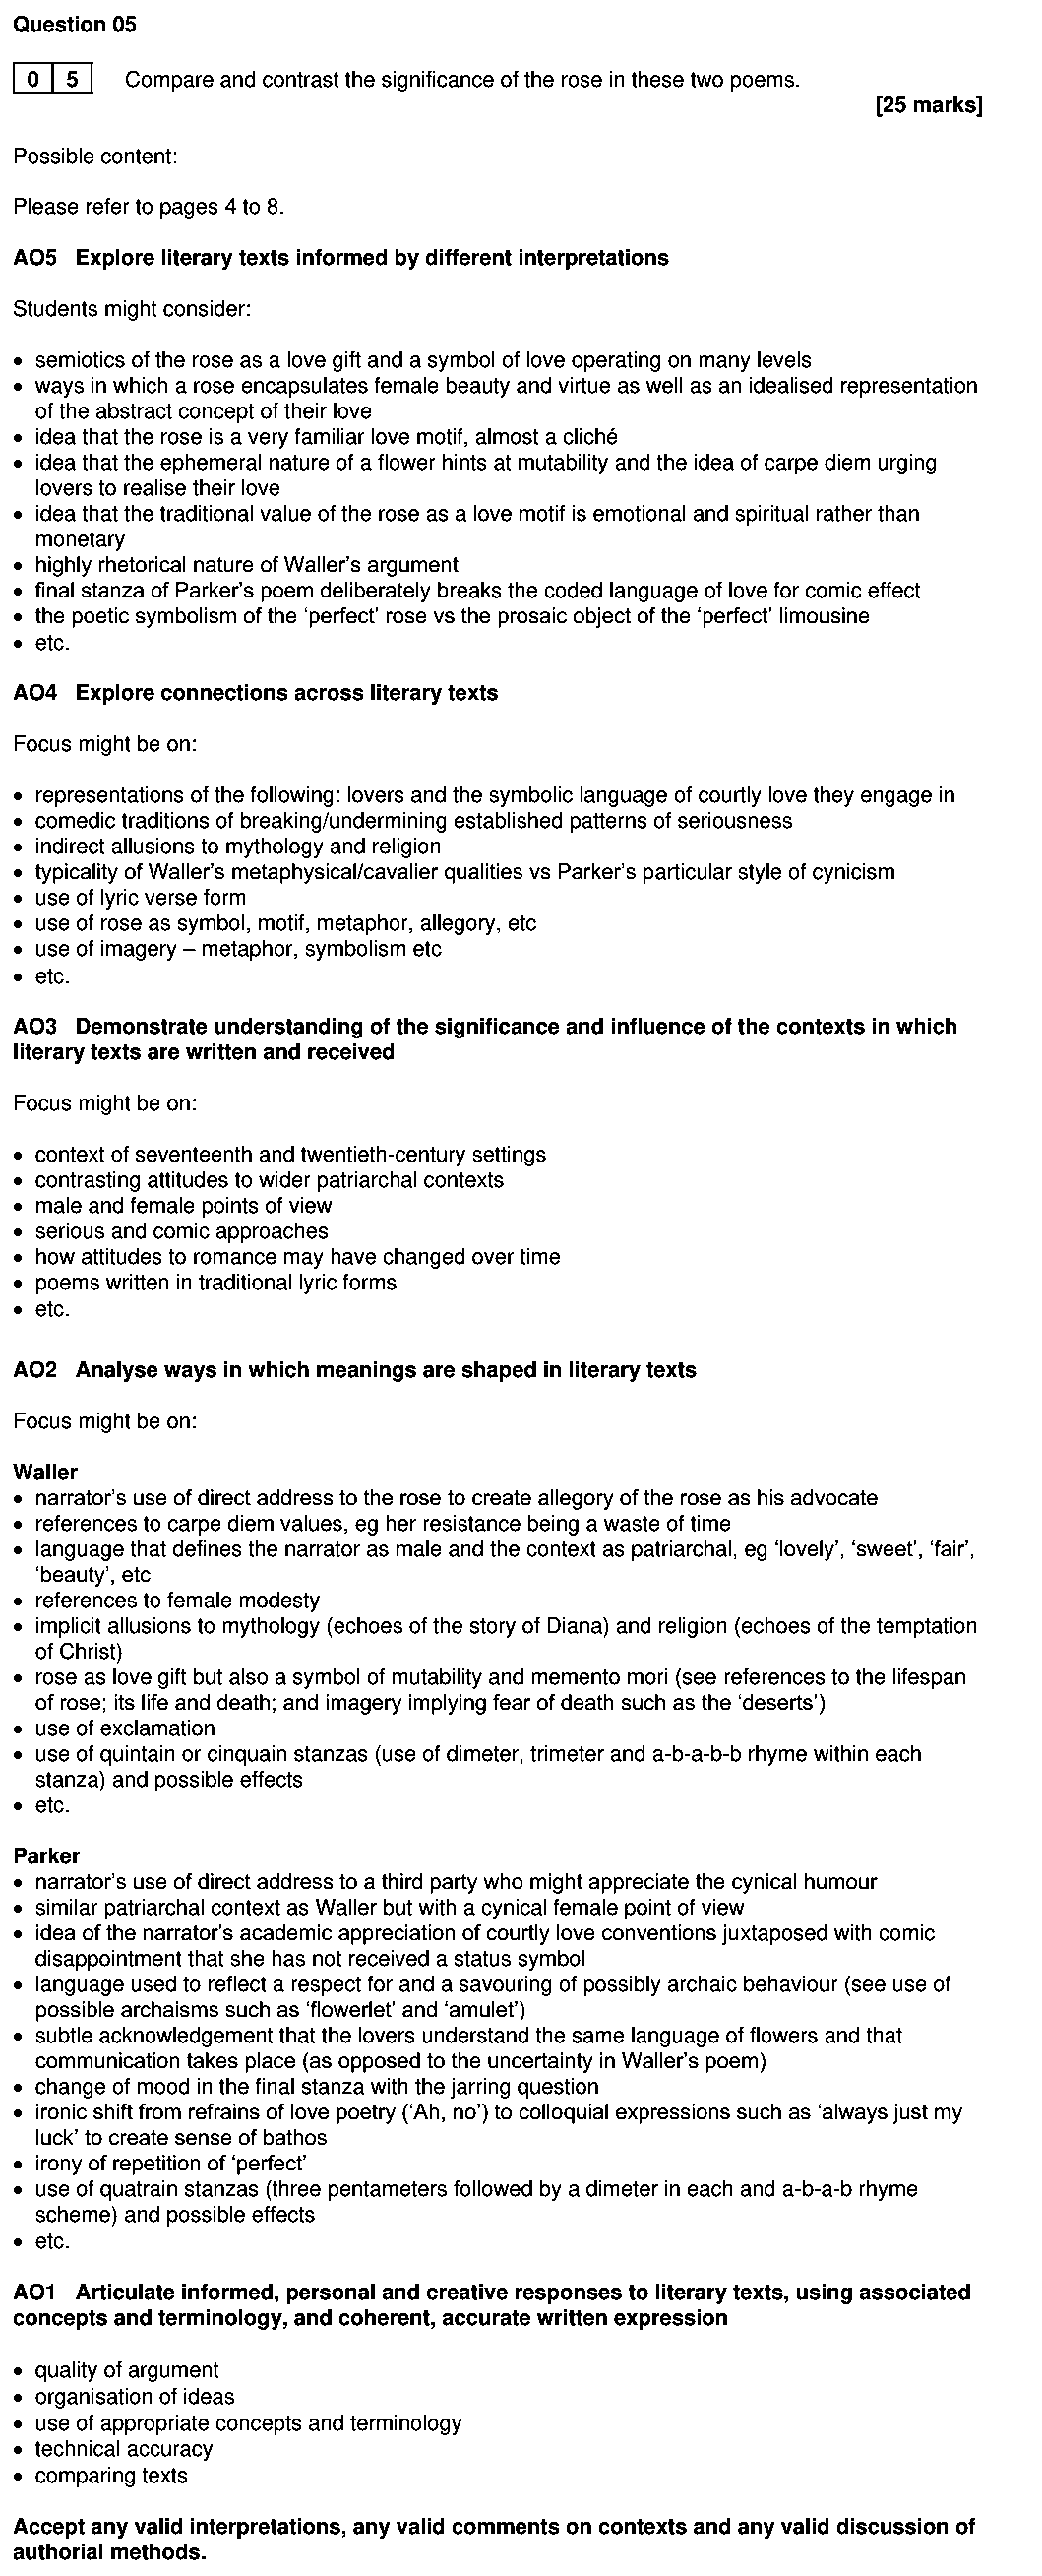 Question 05
0 5 Compare and contrast the significance of the rose in these two poems.
[25 marks]
Possible content:
Please refer to pages 4 to 8.
AO5 Explore literary texts informed by different interpretations
Students might consider:
• semiotics of the rose as a love gift and a symbol of love operating on many levels
• ways in which a rose encapsulates female beauty and virtue as well as an idealised representation
of the abstract concept of their love
• idea that the rose is a very familiar love motif, almost a cliché
• idea that the ephemeral nature of a flower hints at mutability and the idea of carpe diem urging
lovers to realise their love
• idea that the traditional value of the rose as a love motif is emotional and spiritual rather than
monetary
• highly rhetorical nature of Waller's argument
• final stanza of Parker's poem deliberately breaks the coded language of love for comic effect
• the poetic symbolism of the 'perfect' rose vs the prosaic object of the 'perfect' limousine
• etc.
AO4 Explore connections across literary texts
Focus might be on:
• representations of the following: lovers and the symbolic language of courtly love they engage in
• comedic traditions of breaking/undermining established patterns of seriousness
• indirect allusions to mythology and religion
• typicality of Waller's metaphysical/cavalier qualities vs Parker's particular style of cynicism
• use of lyric verse form
• use of rose as symbol, motif, metaphor, allegory, etc
• use of imagery – metaphor, symbolism etc
• etc.
AO3 Demonstrate understanding of the significance and influence of the contexts in which
literary texts are written and received
Focus might be on:
• context of seventeenth and twentieth-century settings
• contrasting attitudes to wider patriarchal contexts
• male and female points of view
• serious and comic approaches
• how attitudes to romance may have changed over time
• poems written in traditional lyric forms
• etc.
AO2 Analyse ways in which meanings are shaped in literary texts
Focus might be on:
Waller
• narrator's use of direct address to the rose to create allegory of the rose as his advocate
• references to carpe diem values, eg her resistance being a waste of time
• language that defines the narrator as male and the context as patriarchal, eg 'lovely', 'sweet', 'fair',
'beauty', etc
• references to female modesty
• implicit allusions to mythology (echoes of the story of Diana) and religion (echoes of the temptation
of Christ)
• rose as love gift but also a symbol of mutability and memento mori (see references to the lifespan
of rose; its life and death; and imagery implying fear of death such as the 'deserts')
• use of exclamation
• use of quintain or cinquain stanzas (use of dimeter, trimeter and a-b-a-b-b rhyme within each
stanza) and possible effects
• etc.
Parker
• narrator's use of direct address to a third party who might appreciate the cynical humour
• similar patriarchal context as Waller but with a cynical female point of view
• idea of the narrator's academic appreciation of courtly love conventions juxtaposed with comic
disappointment that she has not received a status symbol
• language used to reflect a respect for and a savouring of possibly archaic behaviour (see use of
possible archaisms such as 'flowerlet' and 'amulet')
• subtle acknowledgement that the lovers understand the same language of flowers and that
communication takes place (as opposed to the uncertainty in Waller's poem)
• change of mood in the final stanza with the jarring question
• ironic shift from refrains of love poetry ('Ah, no') to colloquial expressions such as 'always just my
luck' to create sense of bathos
• irony of repetition of 'perfect'
• use of quatrain stanzas (three pentameters followed by a dimeter in each and a-b-a-b rhyme
scheme) and possible effects
• etc.
AO1 Articulate informed, personal and creative responses to literary texts, using associated
concepts and terminology, and coherent, accurate written expression
• quality of argument
• organisation of ideas
• use of appropriate concepts and terminology
• technical accuracy
• comparing texts
Accept any valid interpretations, any valid comments on contexts and any valid discussion of
authorial methods.